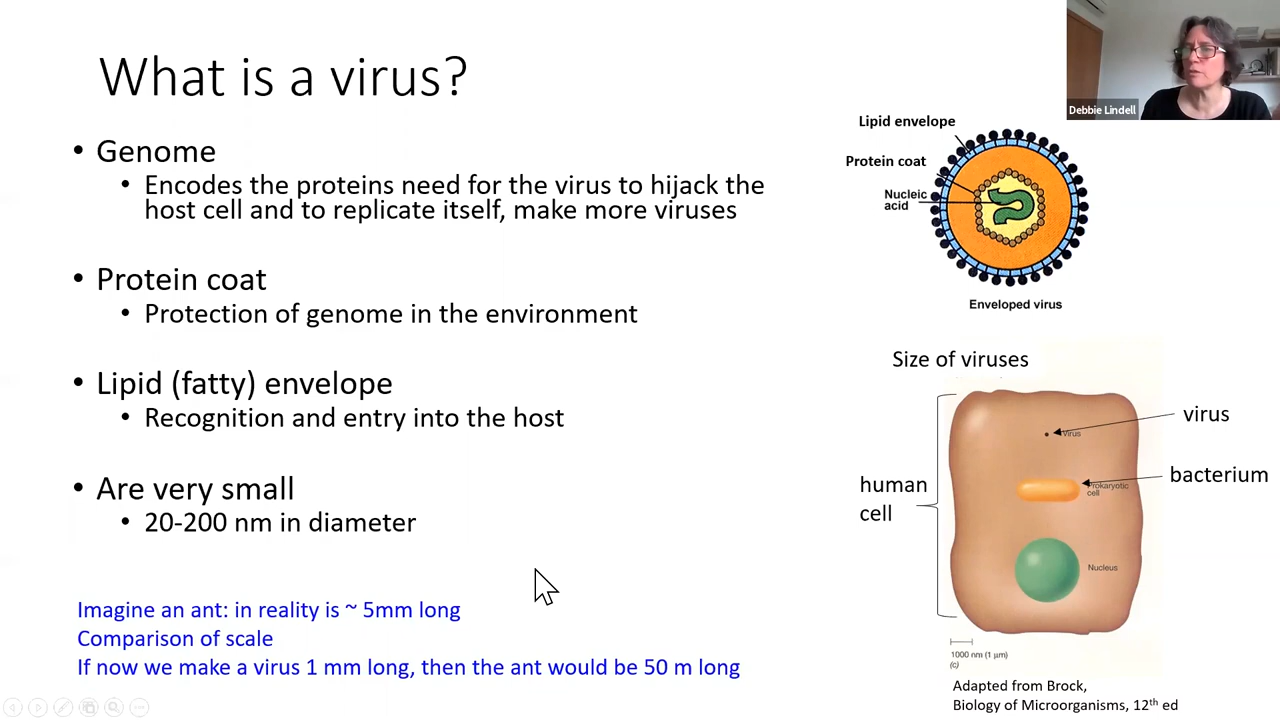 What is a virus?
• Genome
• Encodes the proteins need for the virus to hijack the
host cell and to replicate itself, make more viruses
• Protein coat
• Protection of genome in the environment
• Lipid (fatty) envelope
• Recognition and entry into the host
• Are very small
• 20-200 nm in diameter
Imagine an ant: in reality is ~ 5mm long
Comparison of scale
If now we make a virus 1 mm long, then the ant would be 50 m long
Debbie Lindell
Lipid envelope
Protein coat
Nucleic
acid
Enveloped virus
Size of viruses
virus
Virus
bacterium
Prokaryotic
cell
human
cell
Nucleus
1000 nm (1 µm)
(c)
Adapted from Brock,
Biology of Microorganisms, 12th ed